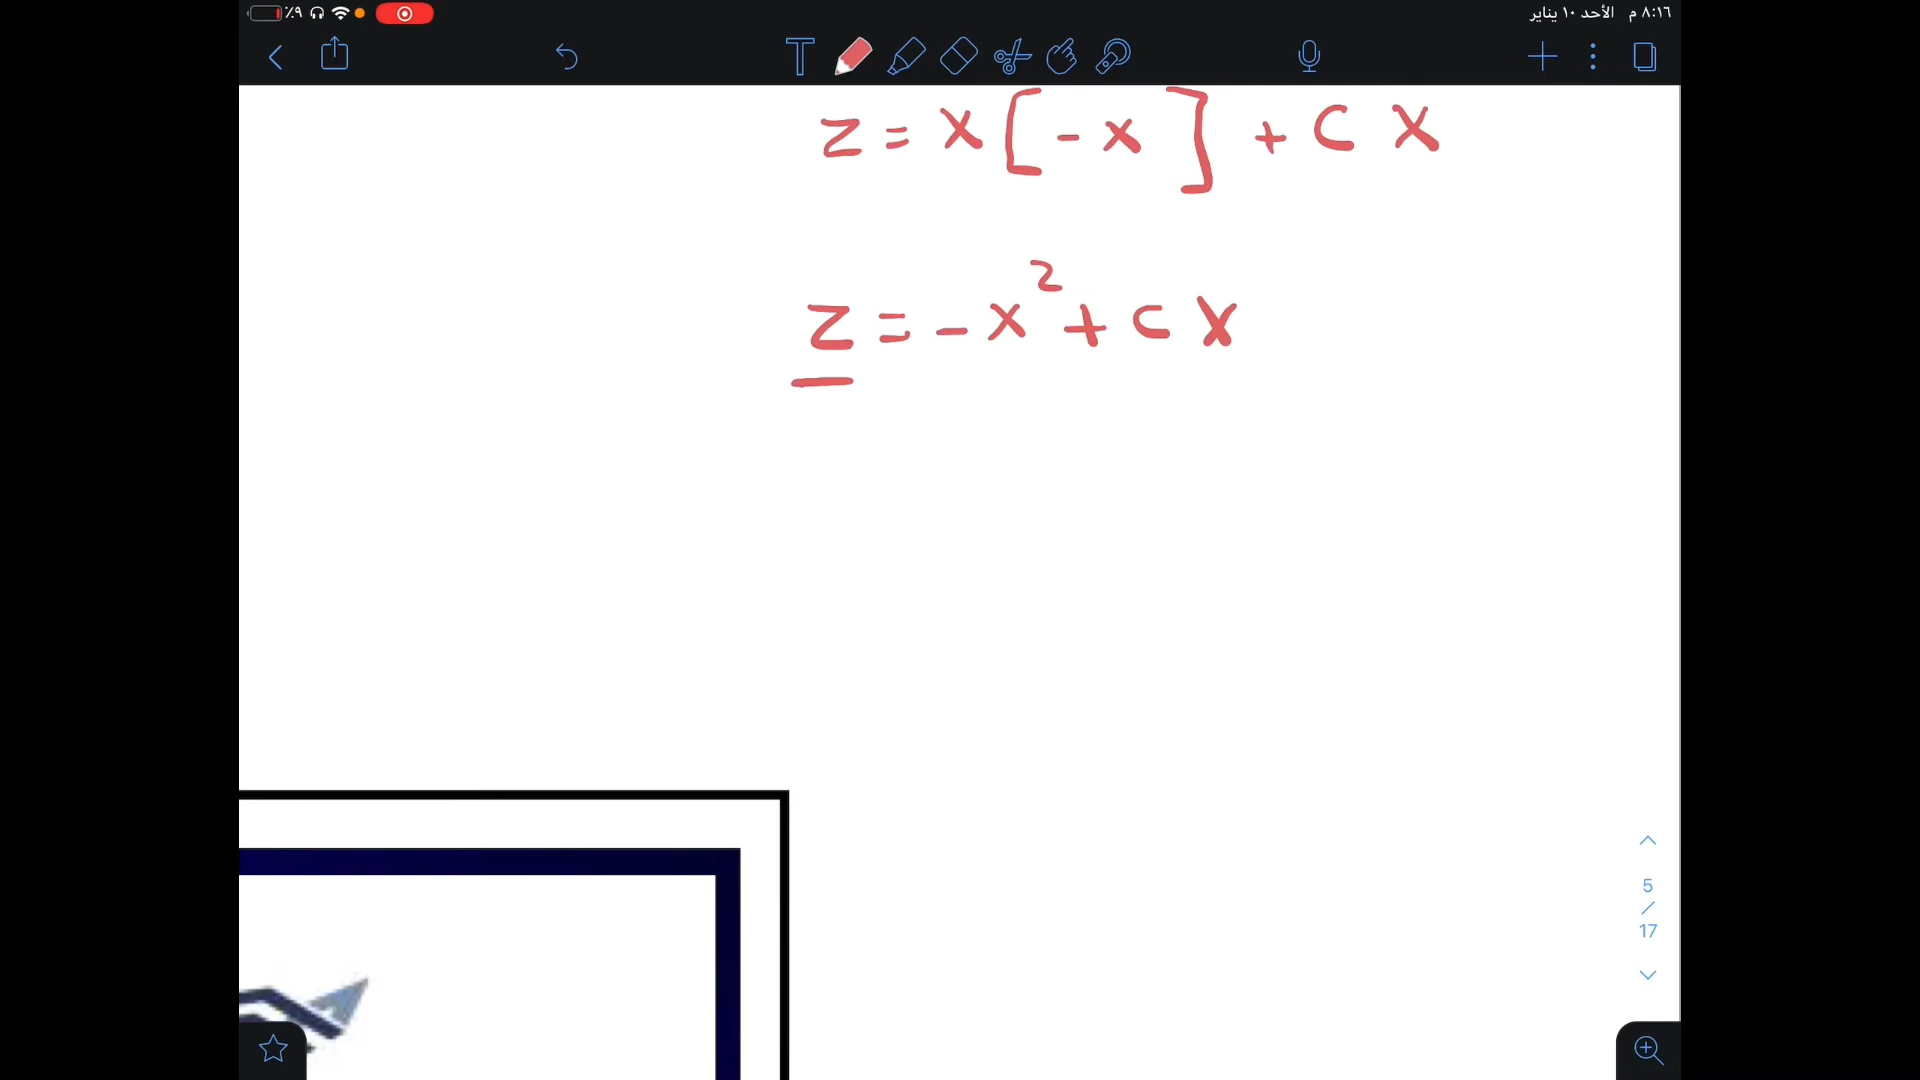 ٪٩
٨:١٦ م الأحد ١٠ يناير
T
z = x [ - x ] + c x
z = - x² + c x
5
/
17